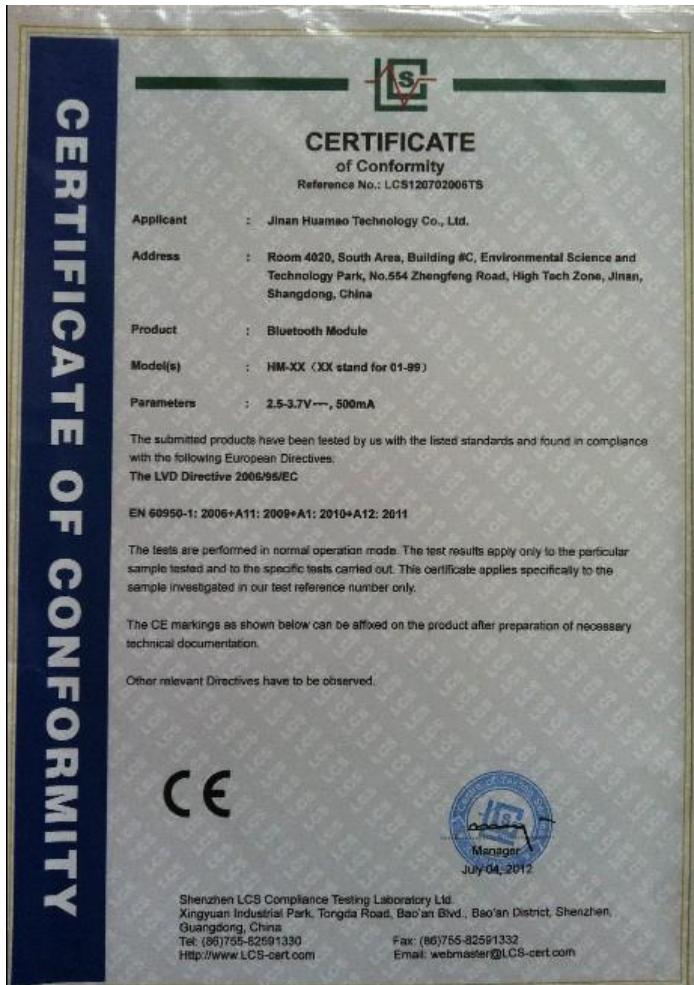 CERTIFICATE OF CONFORMITY
LCS
CERTIFICATE
of Conformity
Reference No.: LCS120702006TS
Applicant : Jinan Huamao Technology Co., Ltd.
Address : Room 4020, South Area, Building #C, Environmental Science and
Technology Park, No.554 Zhengfeng Road, High Tech Zone, Jinan,
Shangdong, China
Product : Bluetooth Module
Model(s) : HM-XX（XX stand for 01-99）
Parameters : 2.5-3.7V⎓, 500mA
The submitted products have been tested by us with the listed standards and found in compliance
with the following European Directives:
The LVD Directive 2006/95/EC
EN 60950-1: 2006+A11: 2009+A1: 2010+A12: 2011
The tests are performed in normal operation mode. The test results apply only to the particular
sample tested and to the specific tests carried out. This certificate applies specifically to the
sample investigated in our test reference number only.
The CE markings as shown below can be affixed on the product after preparation of necessary
technical documentation.
Other relevant Directives have to be observed.
CE
Manager
July 04, 2012
Shenzhen LCS Compliance Testing Laboratory Ltd.
Xingyuan Industrial Park, Tongda Road, Bao'an Blvd., Bao'an District, Shenzhen,
Guangdong, China
Tel: (86)755-82591330 Fax: (86)755-82591332
Http://www.LCS-cert.com Email: webmaster@LCS-cert.com